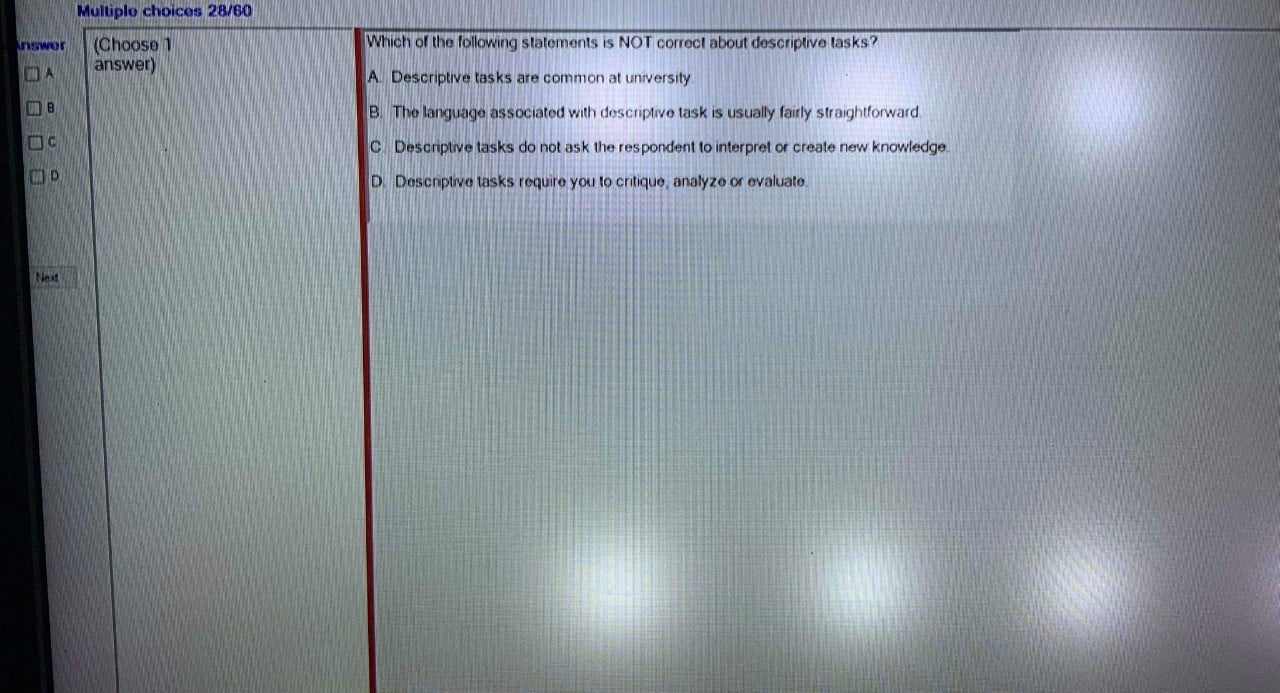 Multiple choices 28/60
Answer
(Choose 1
answer)
A
B
C
D
Next
Which of the following statements is NOT correct about descriptive tasks?
A. Descriptive tasks are common at university.
B. The language associated with descriptive task is usually fairly straightforward.
C. Descriptive tasks do not ask the respondent to interpret or create new knowledge.
D. Descriptive tasks require you to critique, analyze or evaluate.